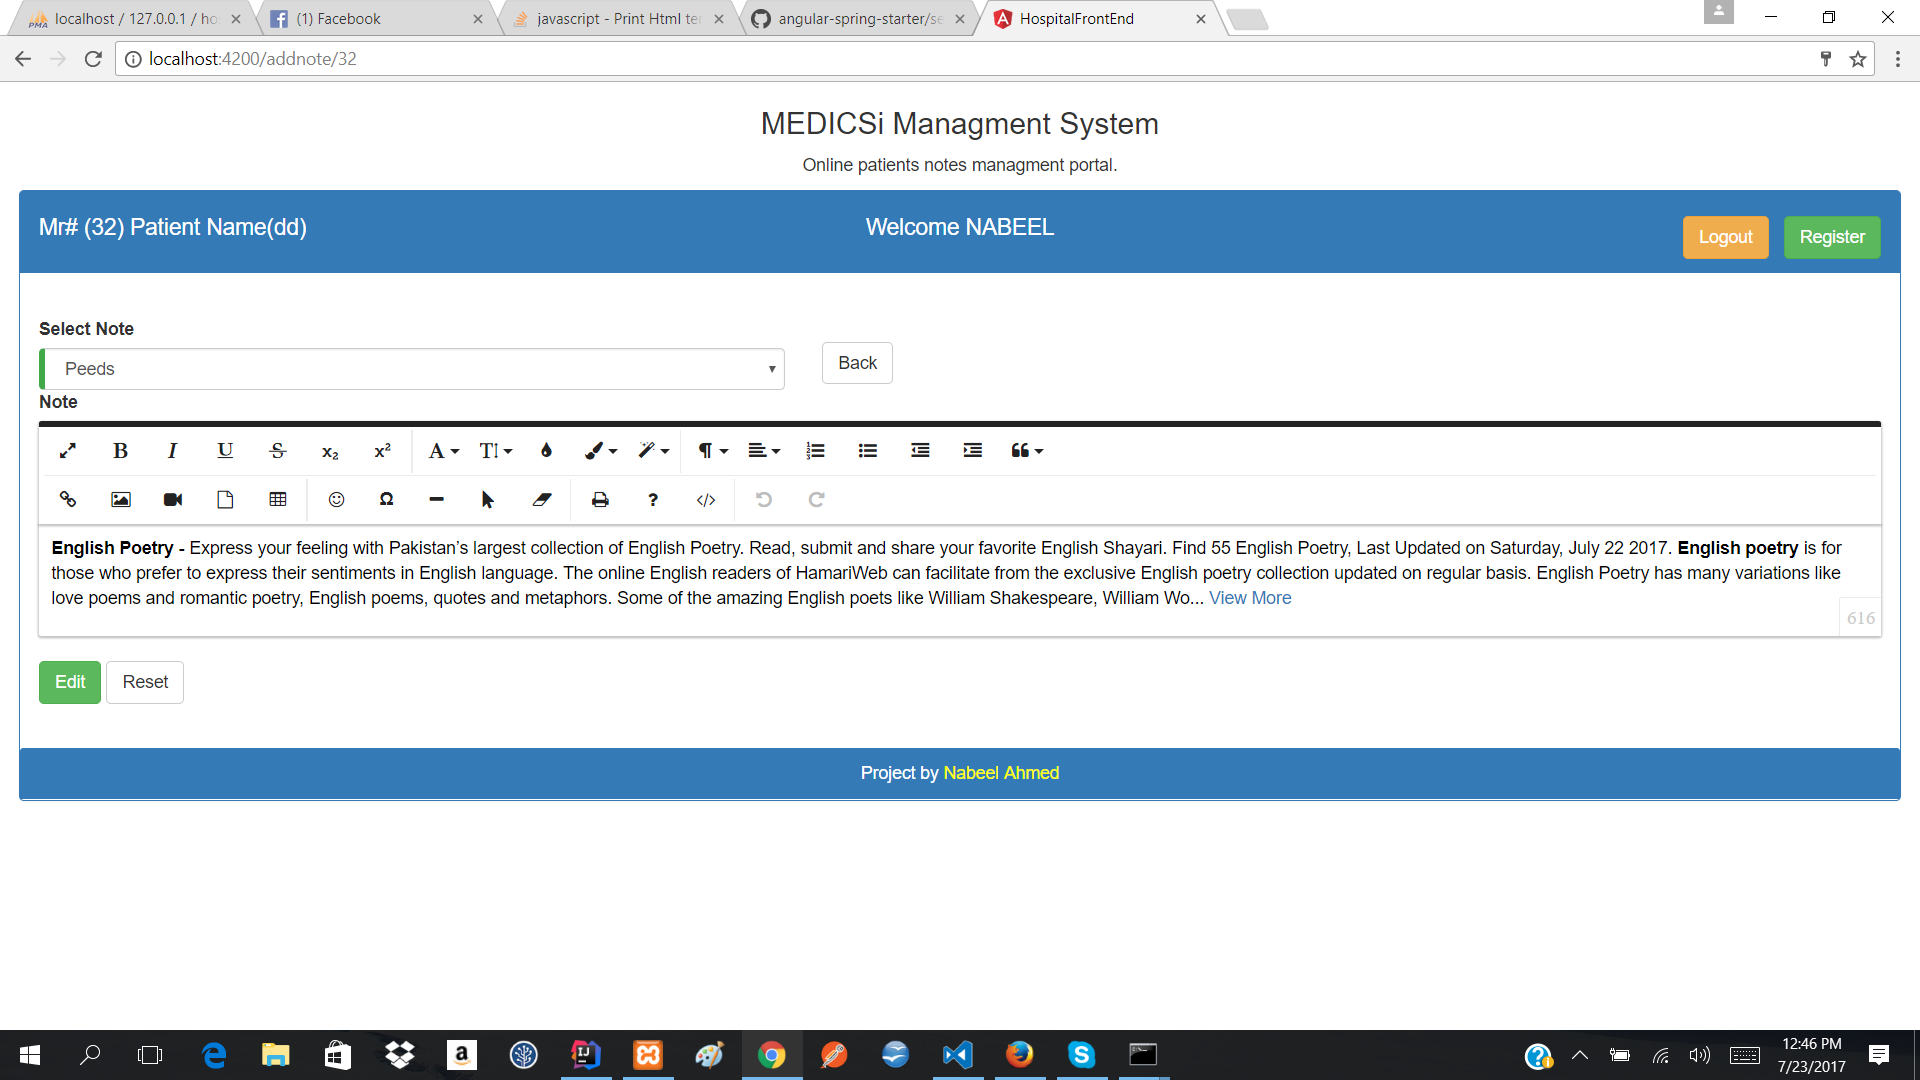 localhost / 127.0.0.1 / ho
(1) Facebook
javascript - Print Html te
angular-spring-starter/se
HospitalFrontEnd
localhost:4200/addnote/32
MEDICSi Managment System
Online patients notes managment portal.
Mr# (32) Patient Name(dd)
Welcome NABEEL
Logout
Register
Select Note
Peeds
Back
Note
English Poetry - Express your feeling with Pakistan's largest collection of English Poetry. Read, submit and share your favorite English Shayari. Find 55 English Poetry, Last Updated on Saturday, July 22 2017. English poetry is for
those who prefer to express their sentiments in English language. The online English readers of HamariWeb can facilitate from the exclusive English poetry collection updated on regular basis. English Poetry has many variations like
love poems and romantic poetry, English poems, quotes and metaphors. Some of the amazing English poets like William Shakespeare, William Wo... View More
616
Edit
Reset
Project by Nabeel Ahmed
12:46 PM
7/23/2017